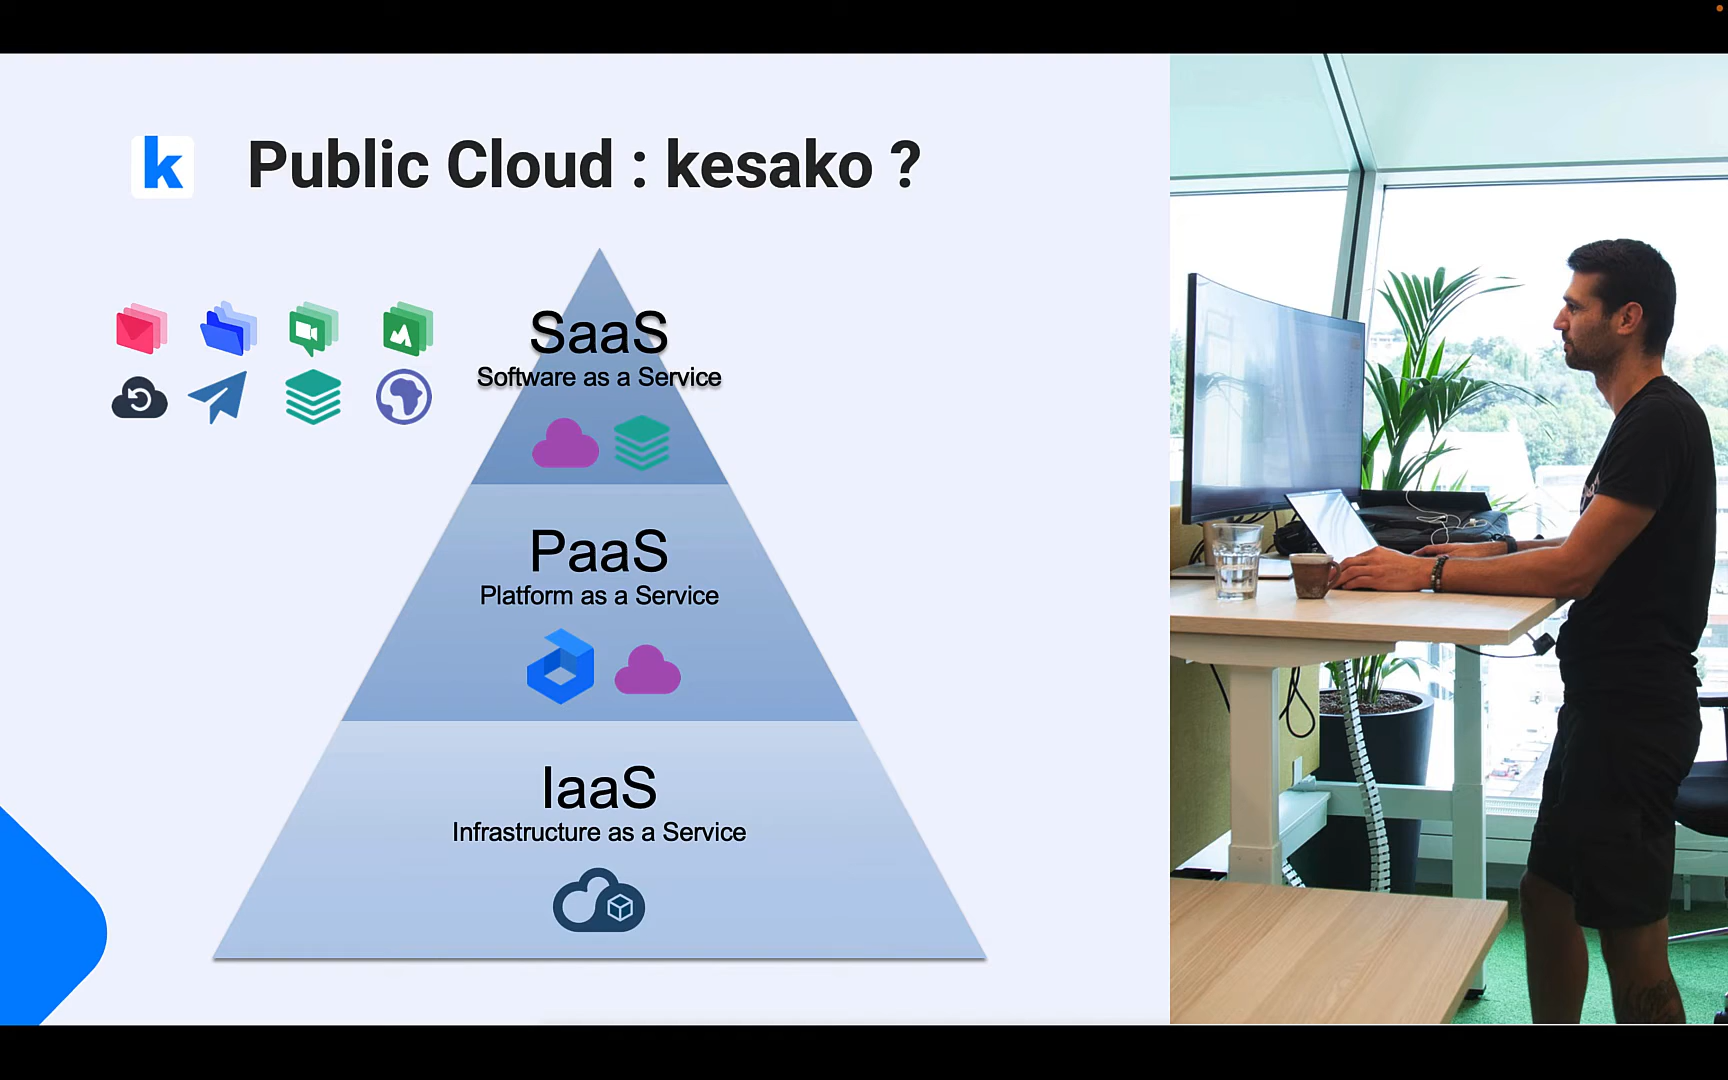 k
Public Cloud : kesako ?
SaaS
Software as a Service
PaaS
Platform as a Service
IaaS
Infrastructure as a Service